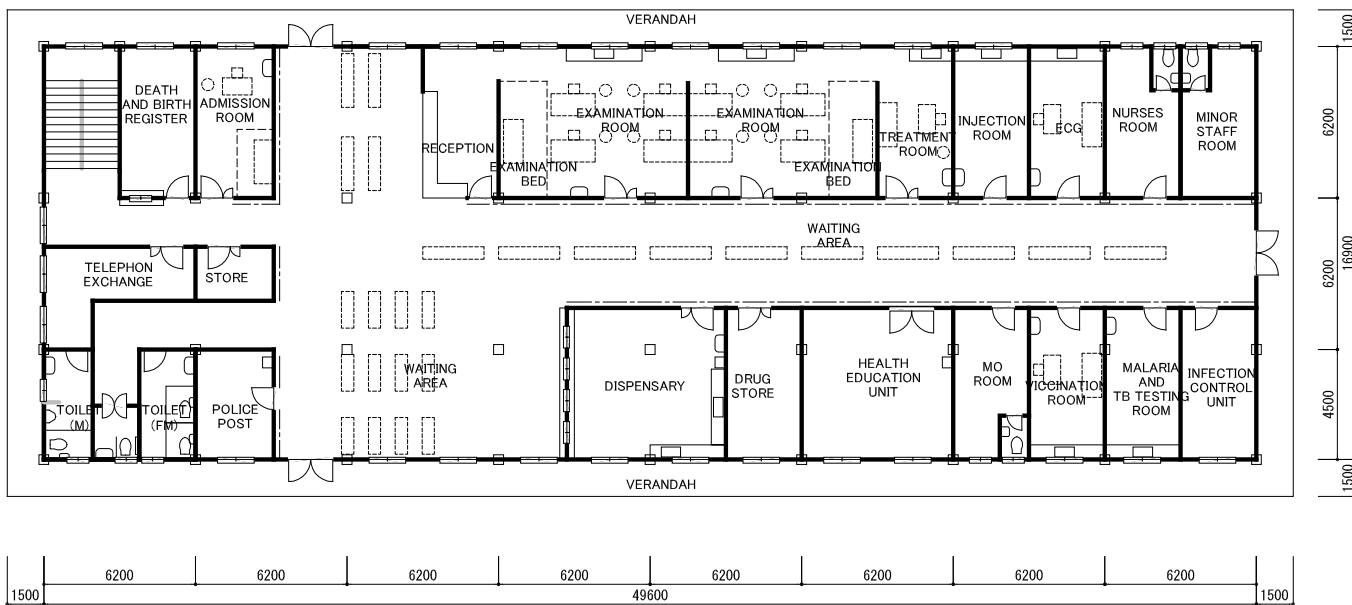 VERANDAH
1500
DEATH
AND BIRTH
REGISTER
ADMISSION
ROOM
RECEPTION
EXAMINATION
ROOM
EXAMINATION
BED
EXAMINATION
ROOM
EXAMINATION
BED
TREATMENT
ROOM
INJECTION
ROOM
ECG
NURSES
ROOM
MINOR
STAFF
ROOM
6200
WAITING
AREA
TELEPHON
EXCHANGE
STORE
6200
16900
WAITING
AREA
TOILET
(M)
TOILET
(FM)
POLICE
POST
DISPENSARY
DRUG
STORE
HEALTH
EDUCATION
UNIT
MO
ROOM
VICCINATION
ROOM
MALARIA
AND
TB TESTING
ROOM
INFECTION
CONTROL
UNIT
4500
VERANDAH
1500
6200 6200 6200 6200 6200 6200 6200 6200
1500 49600 1500